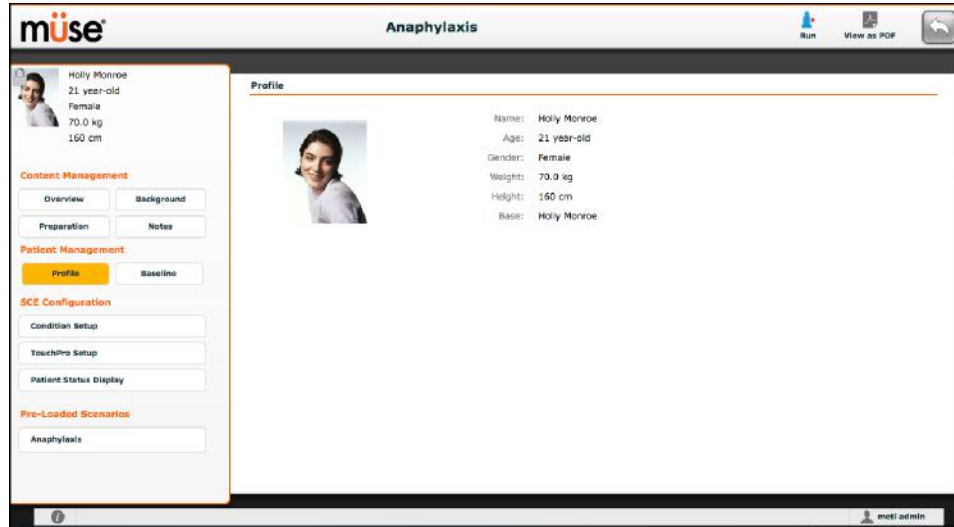 müse
Anaphylaxis
Run
View as PDF
Holly Monroe
21 year-old
Female
70.0 kg
160 cm
Content Management
Overview
Background
Preparation
Notes
Patient Management
Profile
Baseline
SCE Configuration
Condition Setup
TouchPro Setup
Patient Status Display
Pre-Loaded Scenarios
Anaphylaxis
Profile
Name: Holly Monroe
Age: 21 year-old
Gender: Female
Weight: 70.0 kg
Height: 160 cm
Base: Holly Monroe
meti admin